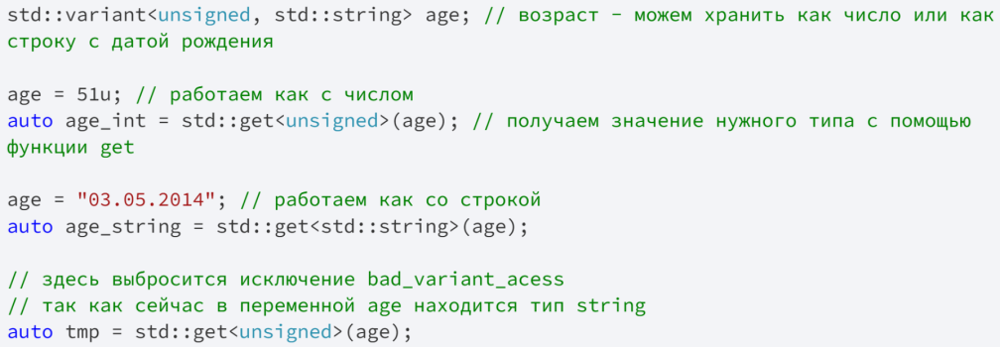 std::variant<unsigned, std::string> age; // возраст - можем хранить как число или как
строку с датой рождения
age = 51u; // работаем как с числом
auto age_int = std::get<unsigned>(age); // получаем значение нужного типа с помощью
функции get
age = "03.05.2014"; // работаем как со строкой
auto age_string = std::get<std::string>(age);
// здесь выбросится исключение bad_variant_acess
// так как сейчас в переменной age находится тип string
auto tmp = std::get<unsigned>(age);